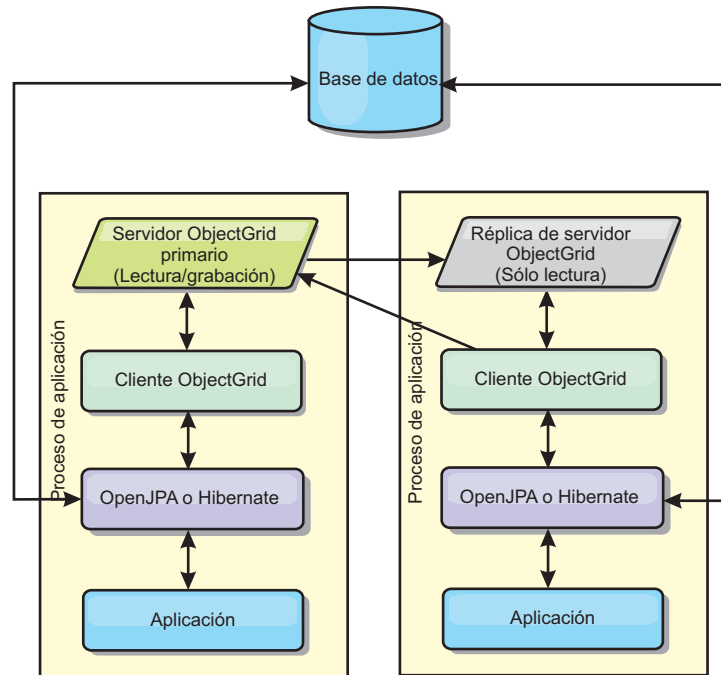 Base de datos
Servidor ObjectGrid
primario
(Lectura/grabación)
Cliente ObjectGrid
Proceso de aplicación
OpenJPA o Hibernate
Aplicación
Réplica de servidor
ObjectGrid
(Sólo lectura)
Cliente ObjectGrid
Proceso de aplicación
OpenJPA o Hibernate
Aplicación